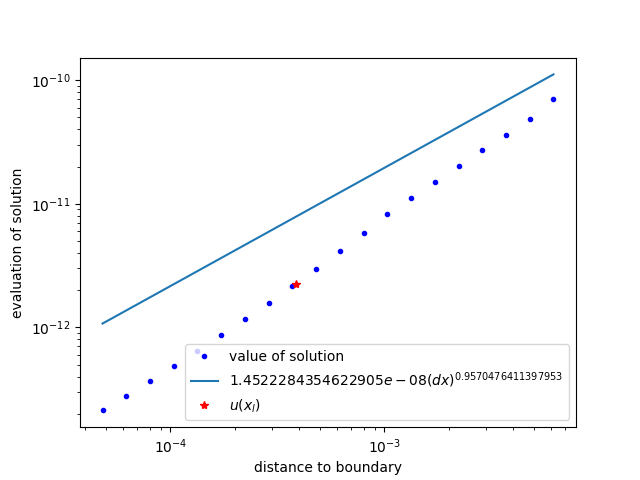 10⁻¹⁰
10⁻¹¹
10⁻¹²
evaluation of solution
value of solution
1.4522284354622905e − 08(dx)^0.9570476411397953
u(x_l)
10⁻⁴
10⁻³
distance to boundary